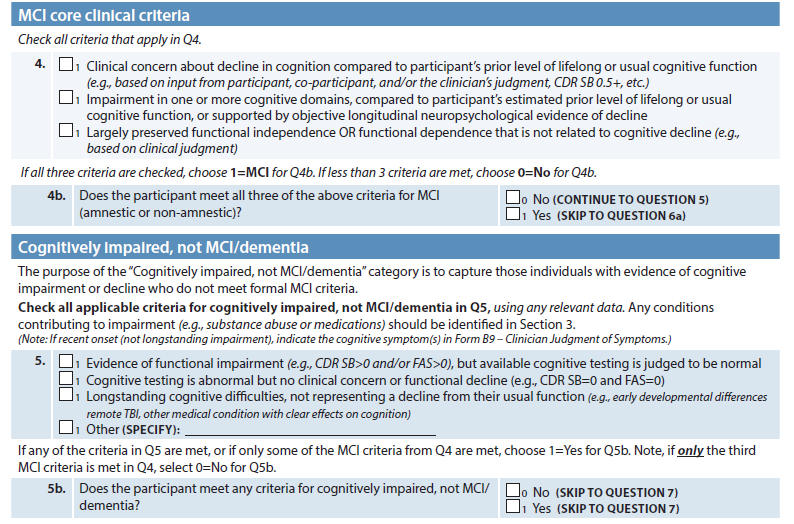 MCI core clinical criteria
Check all criteria that apply in Q4.
4. 1 Clinical concern about decline in cognition compared to participant's prior level of lifelong or usual cognitive function
(e.g., based on input from participant, co-participant, and/or the clinician's judgment, CDR SB 0.5+, etc.)
1 Impairment in one or more cognitive domains, compared to participant's estimated prior level of lifelong or usual
cognitive function, or supported by objective longitudinal neuropsychological evidence of decline
1 Largely preserved functional independence OR functional dependence that is not related to cognitive decline (e.g.,
based on clinical judgment)
If all three criteria are checked, choose 1=MCI for Q4b. If less than 3 criteria are met, choose 0=No for Q4b.
4b. Does the participant meet all three of the above criteria for MCI
(amnestic or non-amnestic)?
0 No (CONTINUE TO QUESTION 5)
1 Yes (SKIP TO QUESTION 6a)
Cognitively impaired, not MCI/dementia
The purpose of the "Cognitively impaired, not MCI/dementia" category is to capture those individuals with evidence of cognitive
impairment or decline who do not meet formal MCI criteria.
Check all applicable criteria for cognitively impaired, not MCI/dementia in Q5, using any relevant data. Any conditions
contributing to impairment (e.g., substance abuse or medications) should be identified in Section 3.
(Note: If recent onset (not longstanding impairment), indicate the cognitive symptom(s) in Form B9 – Clinician Judgment of Symptoms.)
5. 1 Evidence of functional impairment (e.g., CDR SB>0 and/or FAS>0), but available cognitive testing is judged to be normal
1 Cognitive testing is abnormal but no clinical concern or functional decline (e.g., CDR SB=0 and FAS=0)
1 Longstanding cognitive difficulties, not representing a decline from their usual function (e.g., early developmental differences
remote TBI, other medical condition with clear effects on cognition)
1 Other (SPECIFY):
If any of the criteria in Q5 are met, or if only some of the MCI criteria from Q4 are met, choose 1=Yes for Q5b. Note, if only the third
MCI criteria is met in Q4, select 0=No for Q5b.
5b. Does the participant meet any criteria for cognitively impaired, not MCI/
dementia?
0 No (SKIP TO QUESTION 7)
1 Yes (SKIP TO QUESTION 7)